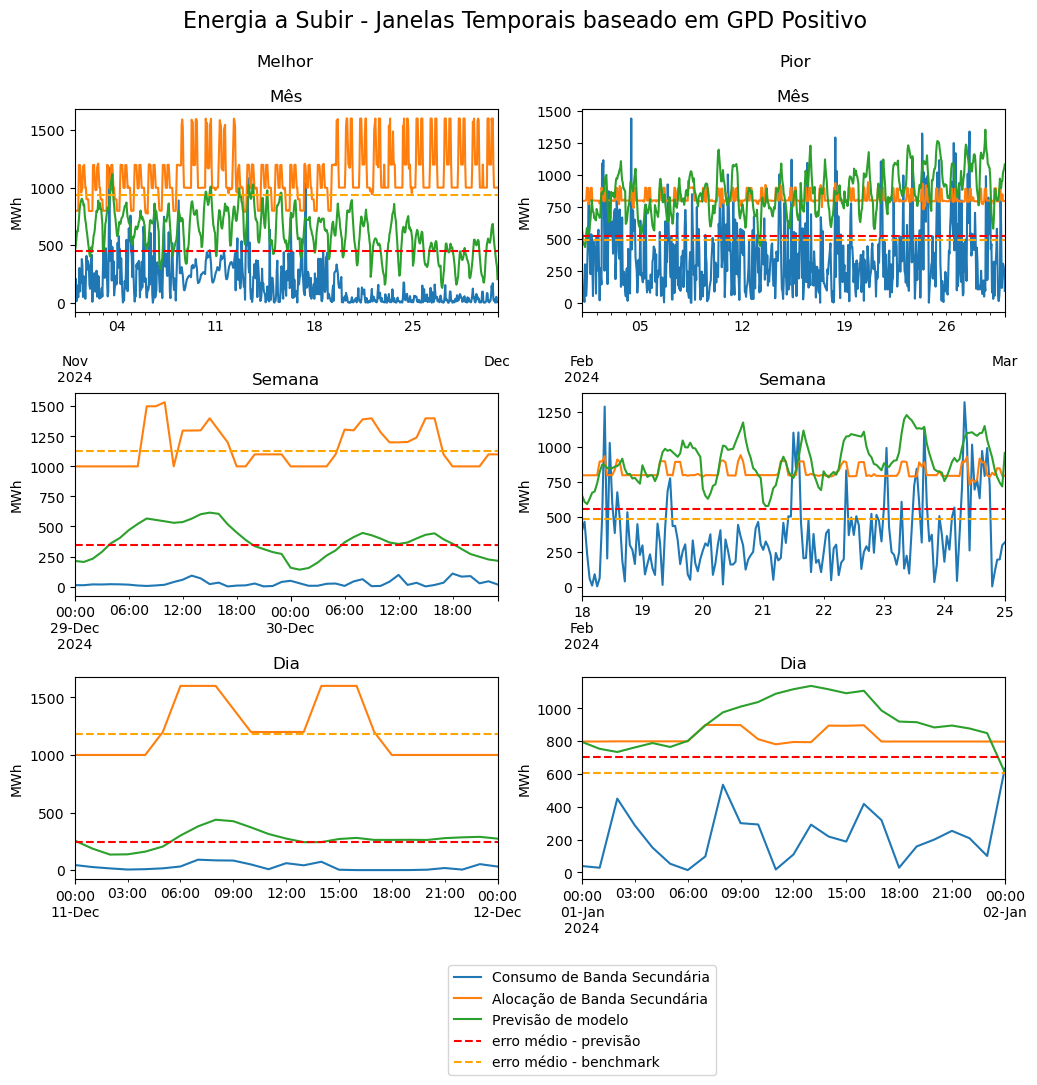 Energia a Subir - Janelas Temporais baseado em GPD Positivo
Melhor
Pior
Mês
MWh
1500
1000
500
0
04
11
18
25
Nov
2024
Dec
Mês
MWh
1500
1250
1000
750
500
250
0
05
12
19
26
Feb
2024
Mar
Semana
MWh
1500
1250
1000
750
500
250
0
00:00
06:00
12:00
18:00
00:00
06:00
12:00
18:00
29-Dec
30-Dec
2024
Semana
MWh
1250
1000
750
500
250
0
18
19
20
21
22
23
24
25
Feb
2024
Dia
MWh
1500
1000
500
0
00:00
03:00
06:00
09:00
12:00
15:00
18:00
21:00
00:00
11-Dec
12-Dec
Dia
MWh
1000
800
600
400
200
0
00:00
03:00
06:00
09:00
12:00
15:00
18:00
21:00
00:00
01-Jan
02-Jan
2024
Consumo de Banda Secundária
Alocação de Banda Secundária
Previsão de modelo
erro médio - previsão
erro médio - benchmark